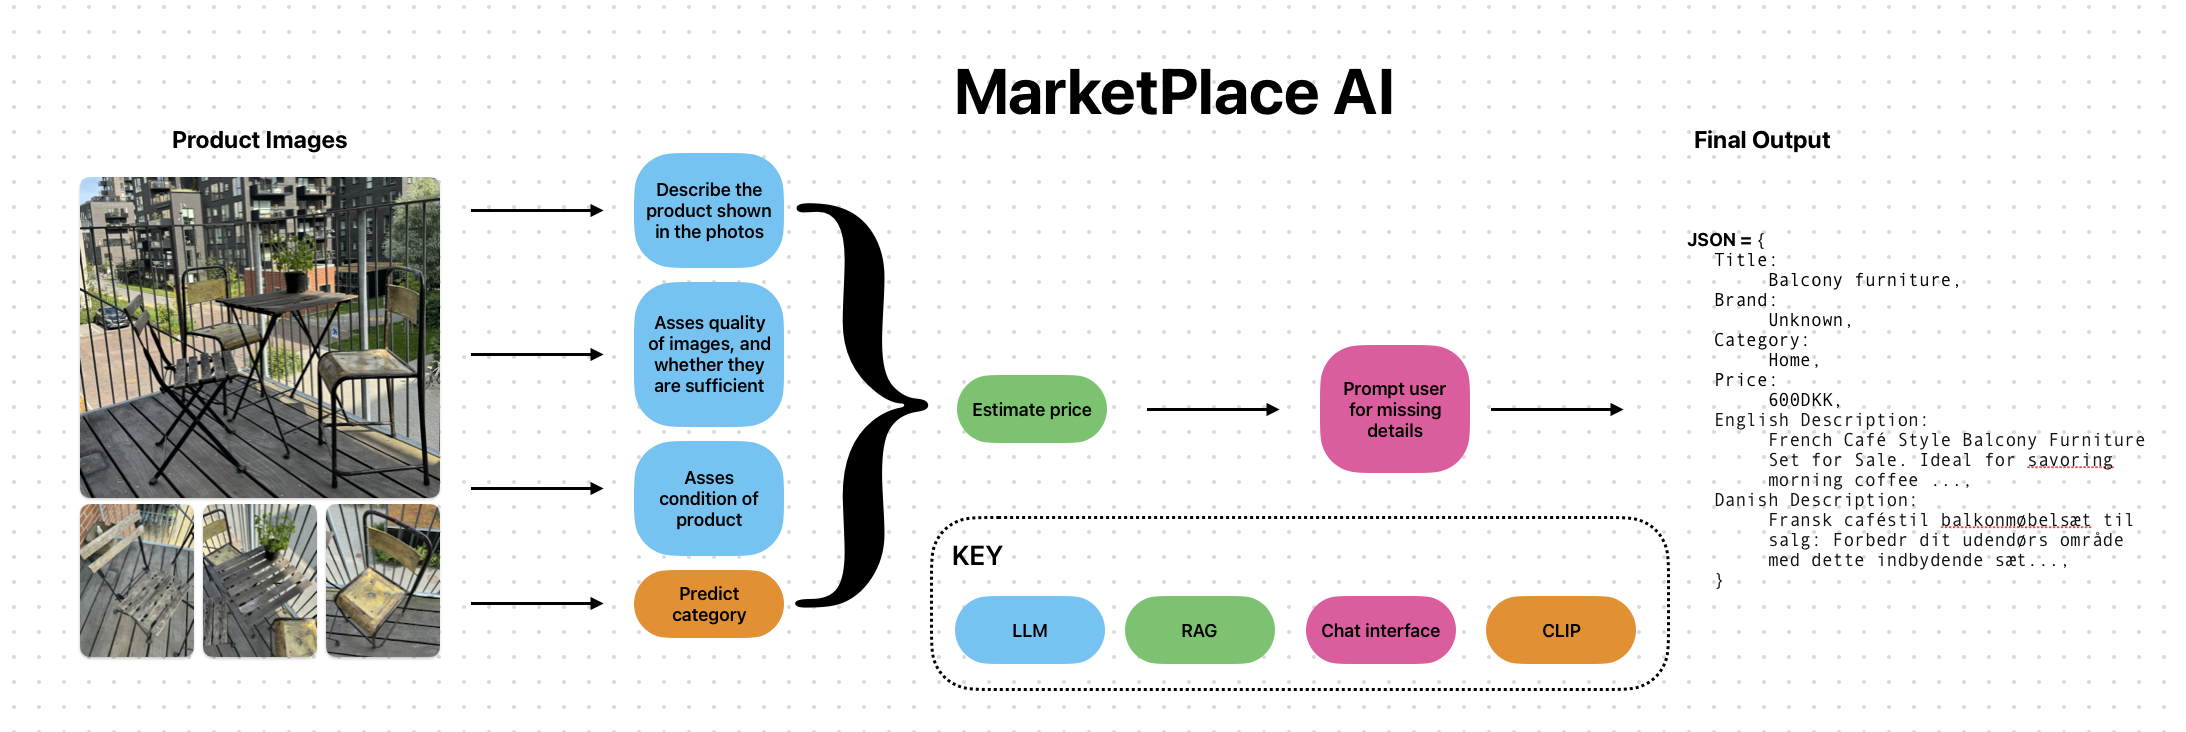 MarketPlace AI
Product Images
Describe the
product shown
in the photos
Asses quality
of images, and
whether they
are sufficient
Asses
condition of
product
Predict
category
Estimate price
Prompt user
for missing
details
KEY
LLM
RAG
Chat interface
CLIP
Final Output
JSON = {
Title:
Balcony furniture,
Brand:
Unknown,
Category:
Home,
Price:
600DKK,
English Description:
French Café Style Balcony Furniture
Set for Sale. Ideal for savoring
morning coffee ...,
Danish Description:
Fransk caféstil balkonmøbelsæt til
salg: Forbedr dit udendørs område
med dette indbydende sæt...,
}